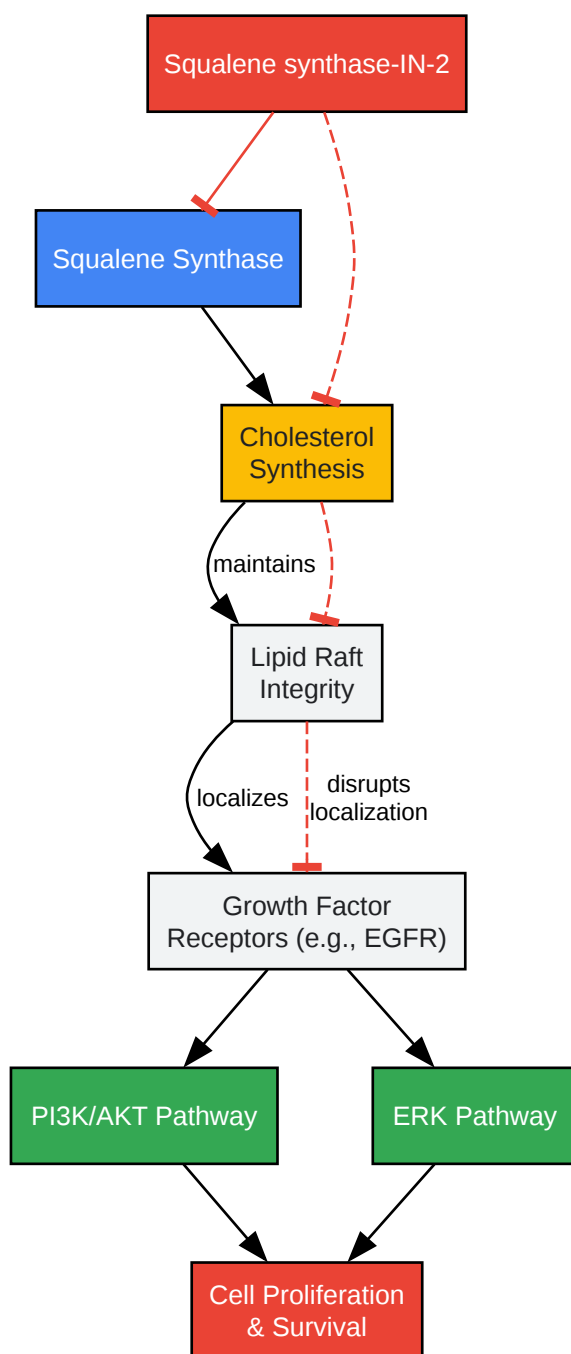 Squalene synthase-IN-2
Squalene Synthase
Cholesterol
Synthesis
maintains
Lipid Raft
Integrity
localizes
disrupts
localization
Growth Factor
Receptors (e.g., EGFR)
PI3K/AKT Pathway
ERK Pathway
Cell Proliferation
& Survival